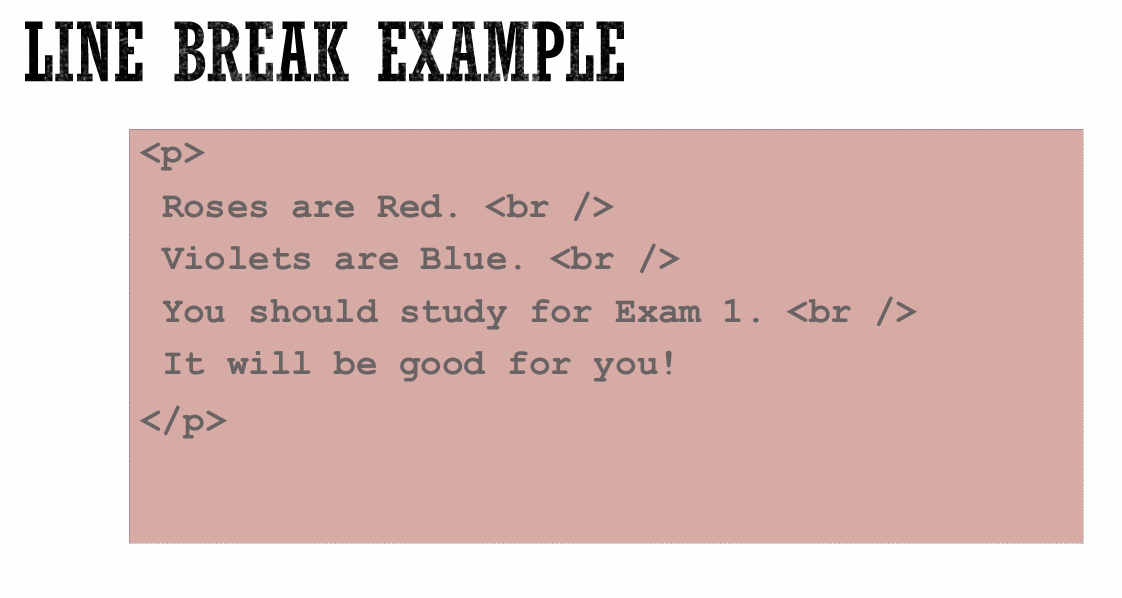 LINE BREAK EXAMPLE
<p>
Roses are Red. <br />
Violets are Blue. <br />
You should study for Exam 1. <br />
It will be good for you!
</p>